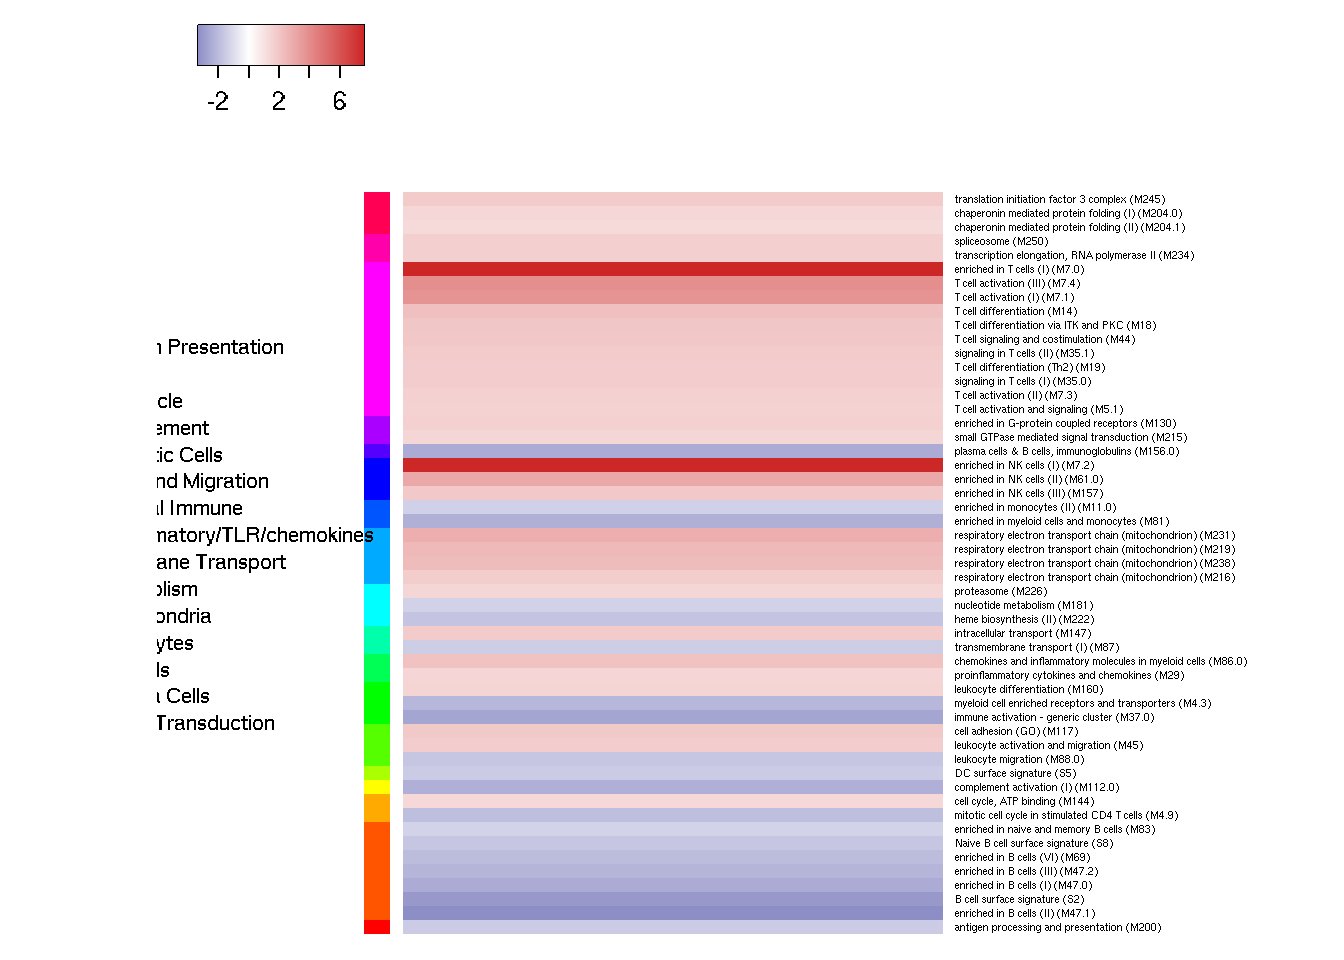 -2 2 6
translation initiation factor 3 complex (M245)
chaperonin mediated protein folding (I) (M204.0)
chaperonin mediated protein folding (II) (M204.1)
spliceosome (M250)
transcription elongation, RNA polymerase II (M234)
enriched in T cells (I) (M7.0)
T cell activation (III) (M7.4)
T cell activation (I) (M7.1)
T cell differentiation (M14)
T cell differentiation via ITK and PKC (M18)
T cell signaling and costimulation (M44)
signaling in T cells (II) (M35.1)
T cell differentiation (Th2) (M19)
signaling in T cells (I) (M35.0)
T cell activation (II) (M7.3)
T cell activation and signaling (M5.1)
enriched in G-protein coupled receptors (M130)
small GTPase mediated signal transduction (M215)
plasma cells & B cells, immunoglobulins (M156.0)
enriched in NK cells (I) (M7.2)
enriched in NK cells (II) (M61.0)
enriched in NK cells (III) (M157)
enriched in monocytes (II) (M11.0)
enriched in myeloid cells and monocytes (M81)
respiratory electron transport chain (mitochondrion) (M231)
respiratory electron transport chain (mitochondrion) (M219)
respiratory electron transport chain (mitochondrion) (M238)
respiratory electron transport chain (mitochondrion) (M216)
proteasome (M226)
nucleotide metabolism (M181)
heme biosynthesis (II) (M222)
intracellular transport (M147)
transmembrane transport (I) (M87)
chemokines and inflammatory molecules in myeloid cells (M86.0)
proinflammatory cytokines and chemokines (M29)
leukocyte differentiation (M160)
myeloid cell enriched receptors and transporters (M4.3)
immune activation - generic cluster (M37.0)
cell adhesion (GO) (M117)
leukocyte activation and migration (M45)
leukocyte migration (M88.0)
DC surface signature (S5)
complement activation (I) (M112.0)
cell cycle, ATP binding (M144)
mitotic cell cycle in stimulated CD4 T cells (M4.9)
enriched in naive and memory B cells (M83)
Naive B cell surface signature (S8)
enriched in B cells (VI) (M69)
enriched in B cells (III) (M47.2)
enriched in B cells (I) (M47.0)
B cell surface signature (S2)
enriched in B cells (II) (M47.1)
antigen processing and presentation (M200)
Presentation
cle
ement
tic Cells
nd Migration
Immune
matory/TLR/chemokines
ane Transport
olism
ondria
ytes
ls
Cells
Transduction